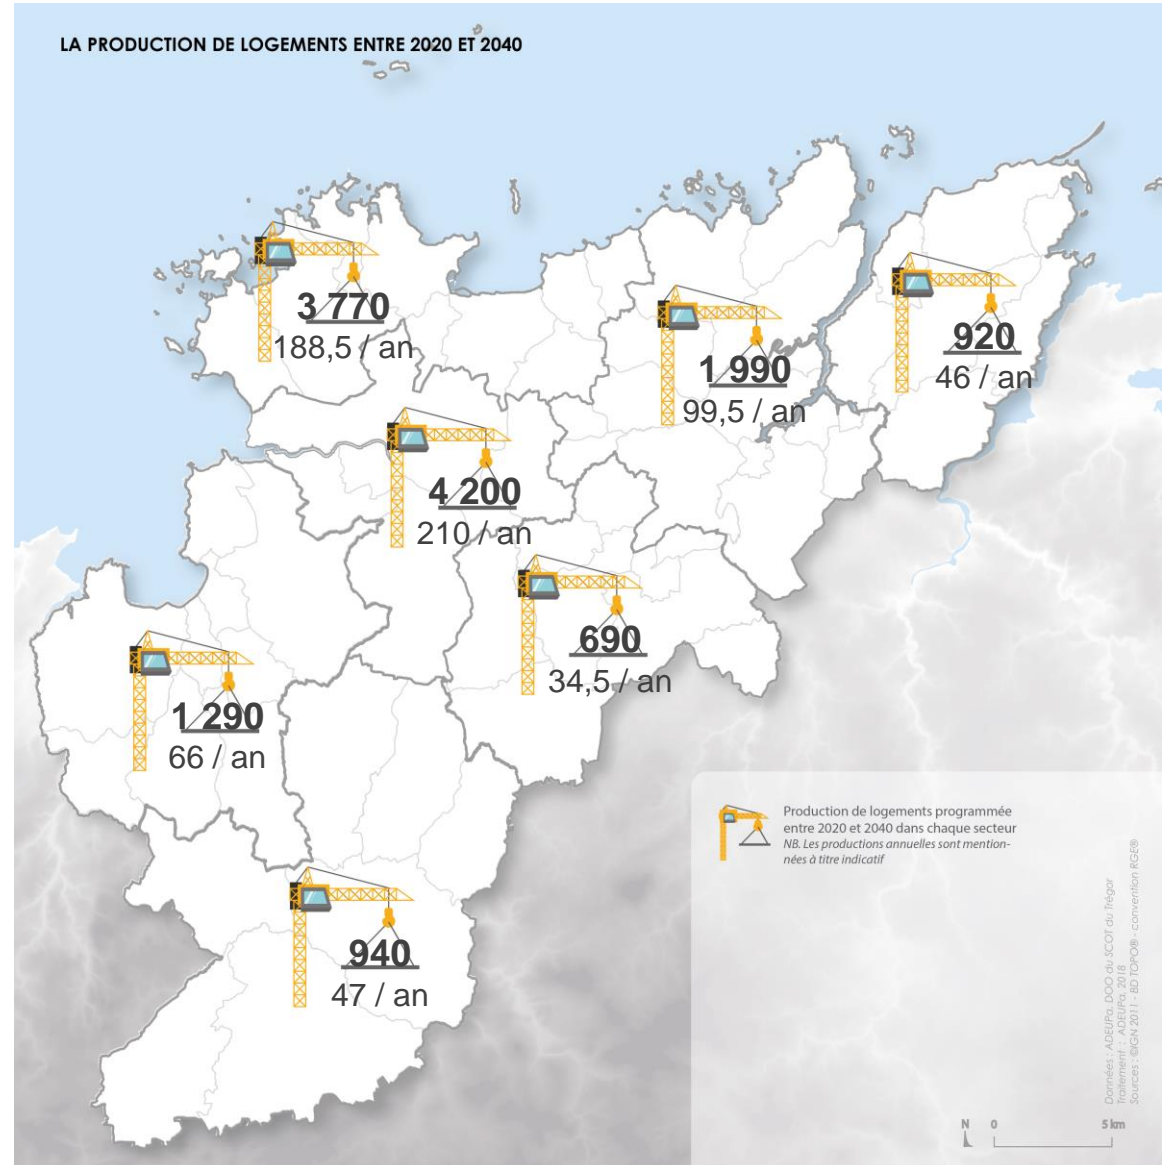 LA PRODUCTION DE LOGEMENTS ENTRE 2020 ET 2040
3 770
188,5 / an
920
46 / an
1 990
99,5 / an
4 200
210 / an
690
34,5 / an
1 290
66 / an
940
47 / an
Production de logements programmée
entre 2020 et 2040 dans chaque secteur
NB. Les productions annuelles sont mention-
nées à titre indicatif
Données : ADEUPa, DOO du SCOT du Trégor
Traitement : ADEUPa, 2018
Sources : ©IGN 2011 - BD TOPO® - convention RGE®
N 0 5 km